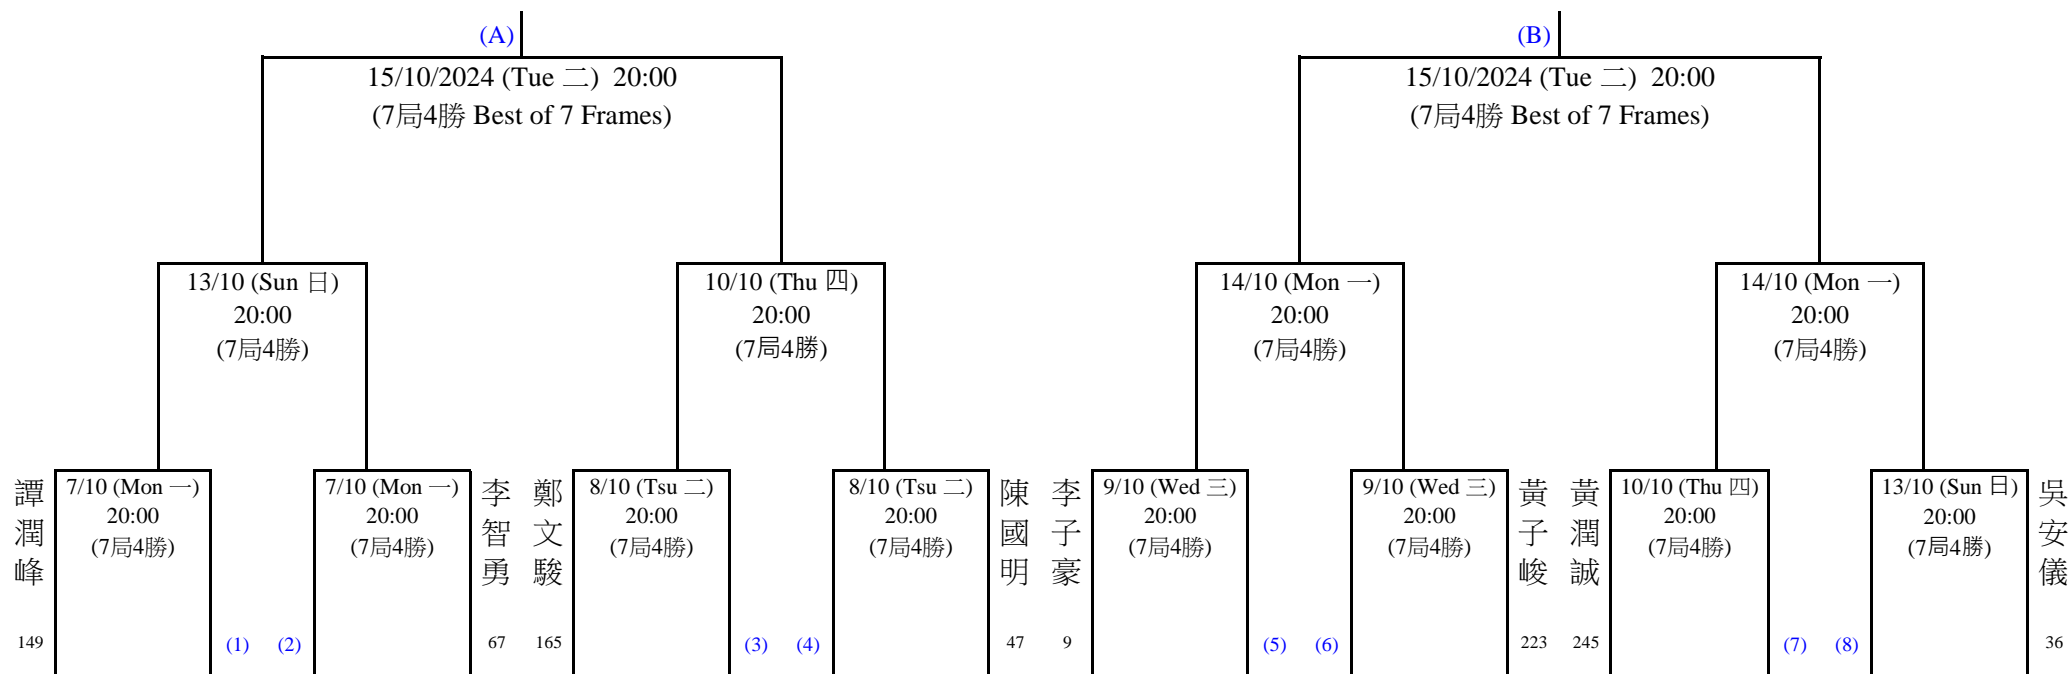 (A)
(B)
15/10/2024 (Tue 二) 20:00
(7局4勝 Best of 7 Frames)
15/10/2024 (Tue 二) 20:00
(7局4勝 Best of 7 Frames)
13/10 (Sun 日)
20:00
(7局4勝)
10/10 (Thu 四)
20:00
(7局4勝)
14/10 (Mon 一)
20:00
(7局4勝)
14/10 (Mon 一)
20:00
(7局4勝)
譚潤峰
149
7/10 (Mon 一)
20:00
(7局4勝)
(1)
(2)
7/10 (Mon 一)
20:00
(7局4勝)
李智勇
67
鄭文駿
165
8/10 (Tsu 二)
20:00
(7局4勝)
(3)
(4)
8/10 (Tsu 二)
20:00
(7局4勝)
陳國明
47
李子豪
9
9/10 (Wed 三)
20:00
(7局4勝)
(5)
(6)
9/10 (Wed 三)
20:00
(7局4勝)
黃子峻
223
黃潤誠
245
10/10 (Thu 四)
20:00
(7局4勝)
(7)
(8)
13/10 (Sun 日)
20:00
(7局4勝)
吳安儀
36